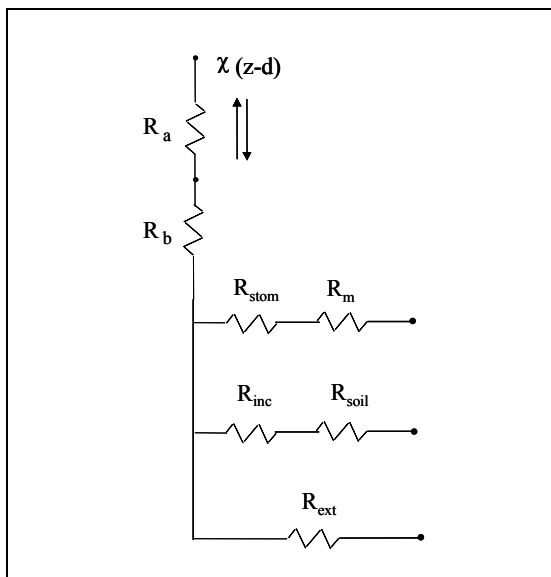 χ (z-d)
R a
R b
R stom R m
R inc R soil
R ext